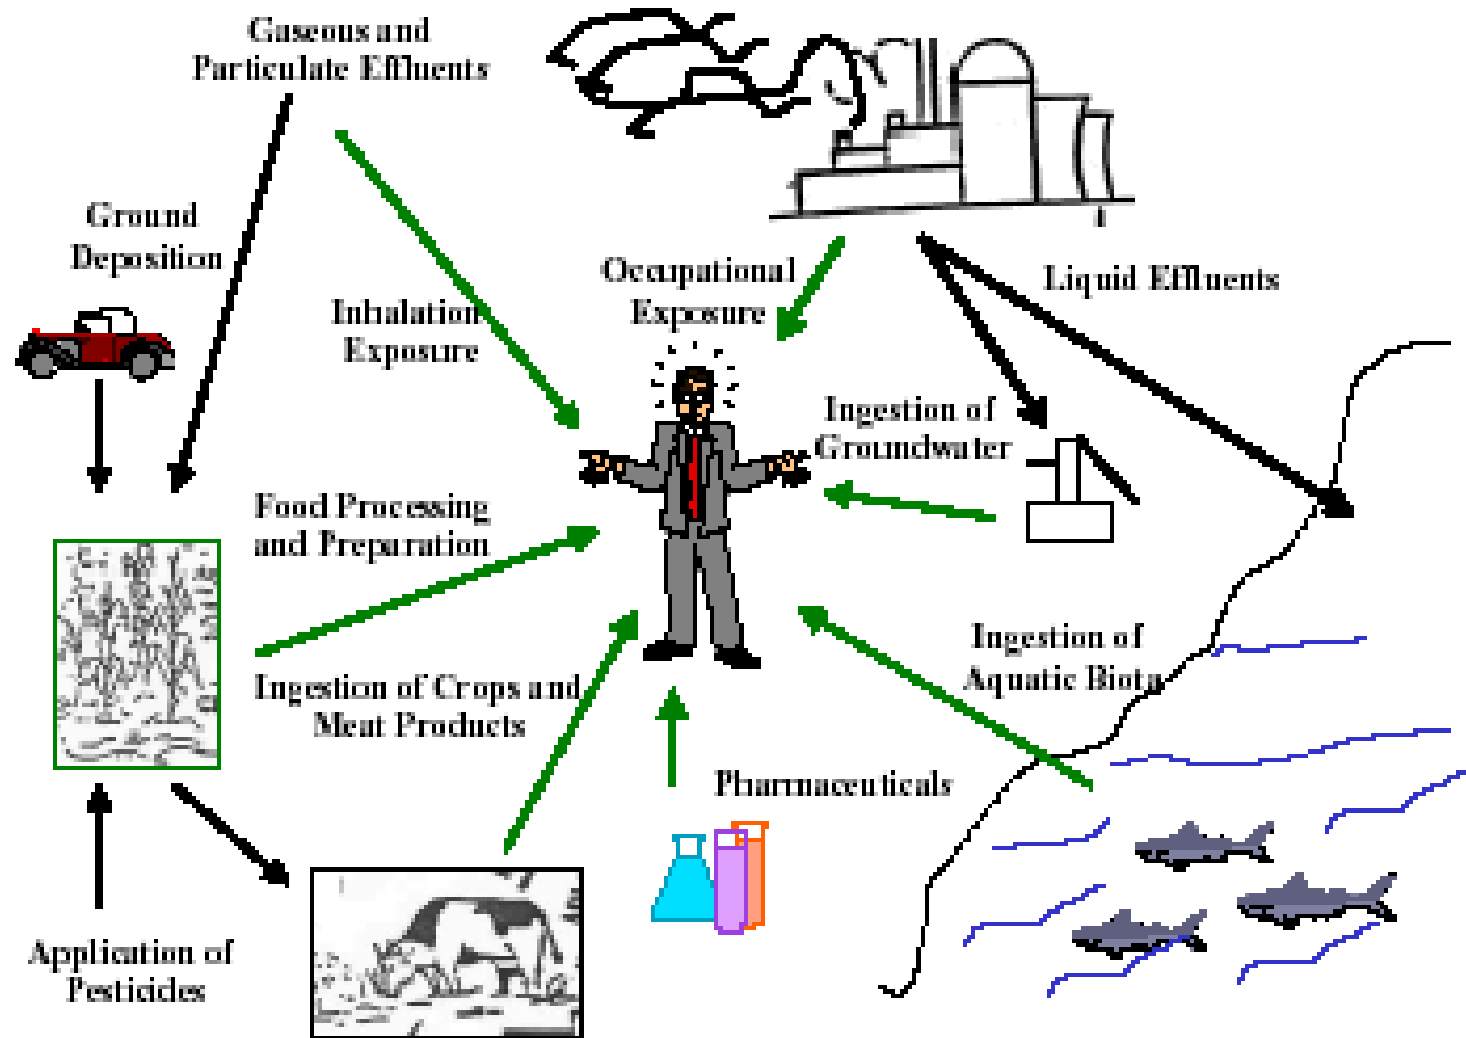 Gaseous and
Particulate Effluents
Ground
Deposition
Inhalation
Exposure
Occupational
Exposure
Liquid Effluents
Ingestion of
Groundwater
Food Processing
and Preparation
Ingestion of
Aquatic Biota
Ingestion of Crops and
Meat Products
Pharmaceuticals
Application of
Pesticides